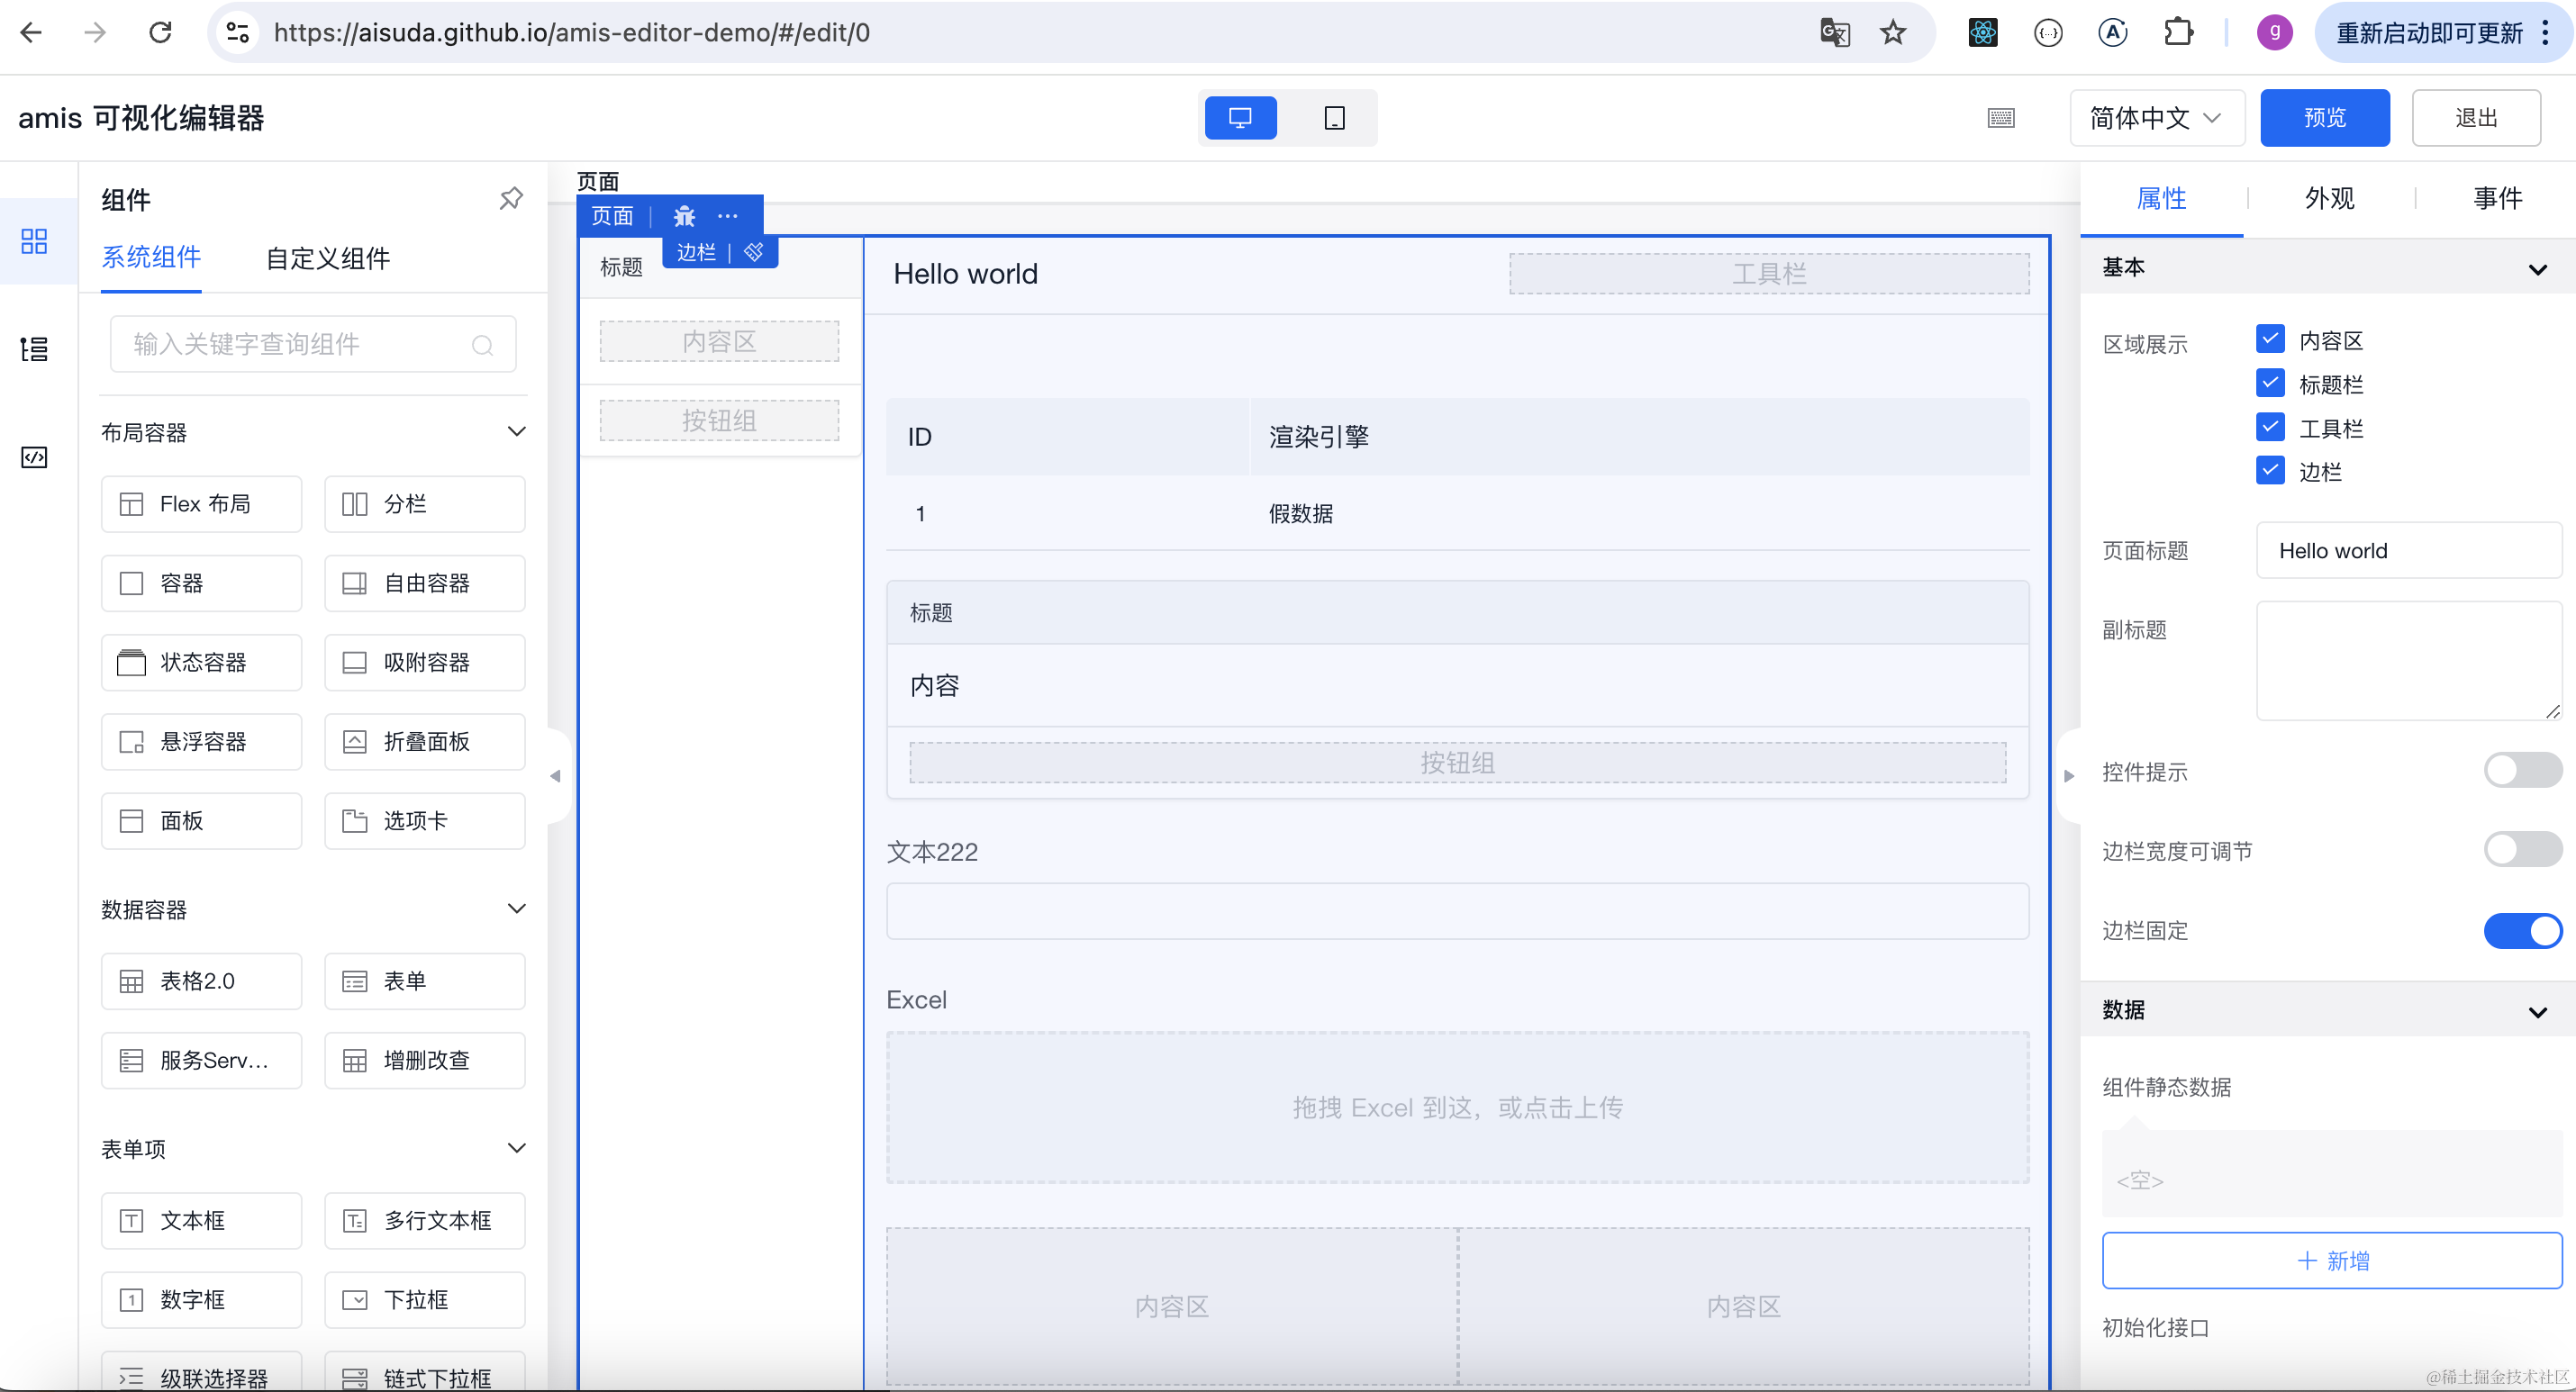 https://aisuda.github.io/amis-editor-demo/#/edit/0
g
重新启动即可更新
amis 可视化编辑器
简体中文
预览
退出
组件
系统组件
自定义组件
输入关键字查询组件
布局容器
Flex 布局
分栏
容器
自由容器
状态容器
吸附容器
悬浮容器
折叠面板
面板
选项卡
数据容器
表格2.0
表单
服务Serv...
增删改查
表单项
文本框
多行文本框
数字框
下拉框
级联选择器
链式下拉框
页面
页面
边栏
标题
内容区
按钮组
Hello world
工具栏
ID
渲染引擎
1
假数据
标题
内容
按钮组
文本222
Excel
拖拽 Excel 到这，或点击上传
内容区
内容区
属性
外观
事件
基本
区域展示
内容区
标题栏
工具栏
边栏
页面标题
Hello world
副标题
控件提示
边栏宽度可调节
边栏固定
数据
组件静态数据
<空>
新增
初始化接口
@稀土掘金技术社区